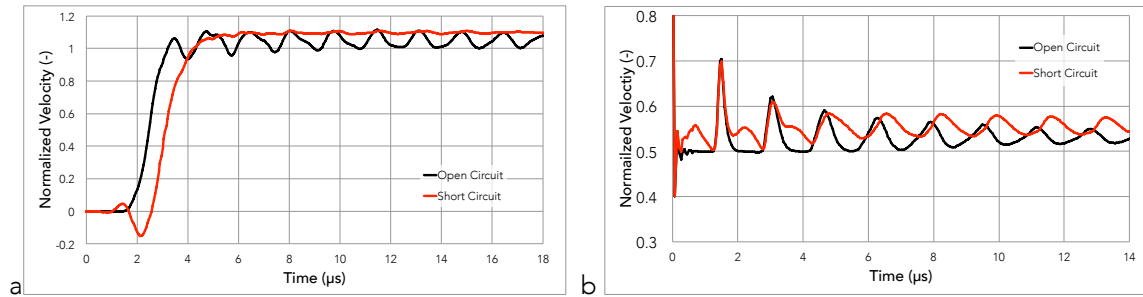 1.2
1
0.8
0.6
0.4
0.2
0
-0.2
Normalized Velocity (-)
Open Circuit
Short Circuit
0 2 4 6 8 10 12 14 16 18
Time (µs)
a
0.8
0.7
0.6
0.5
0.4
0.3
Normailzed Veloctiy (-)
Open Circuit
Short Circuit
0 2 4 6 8 10 12 14
Time (µs)
b